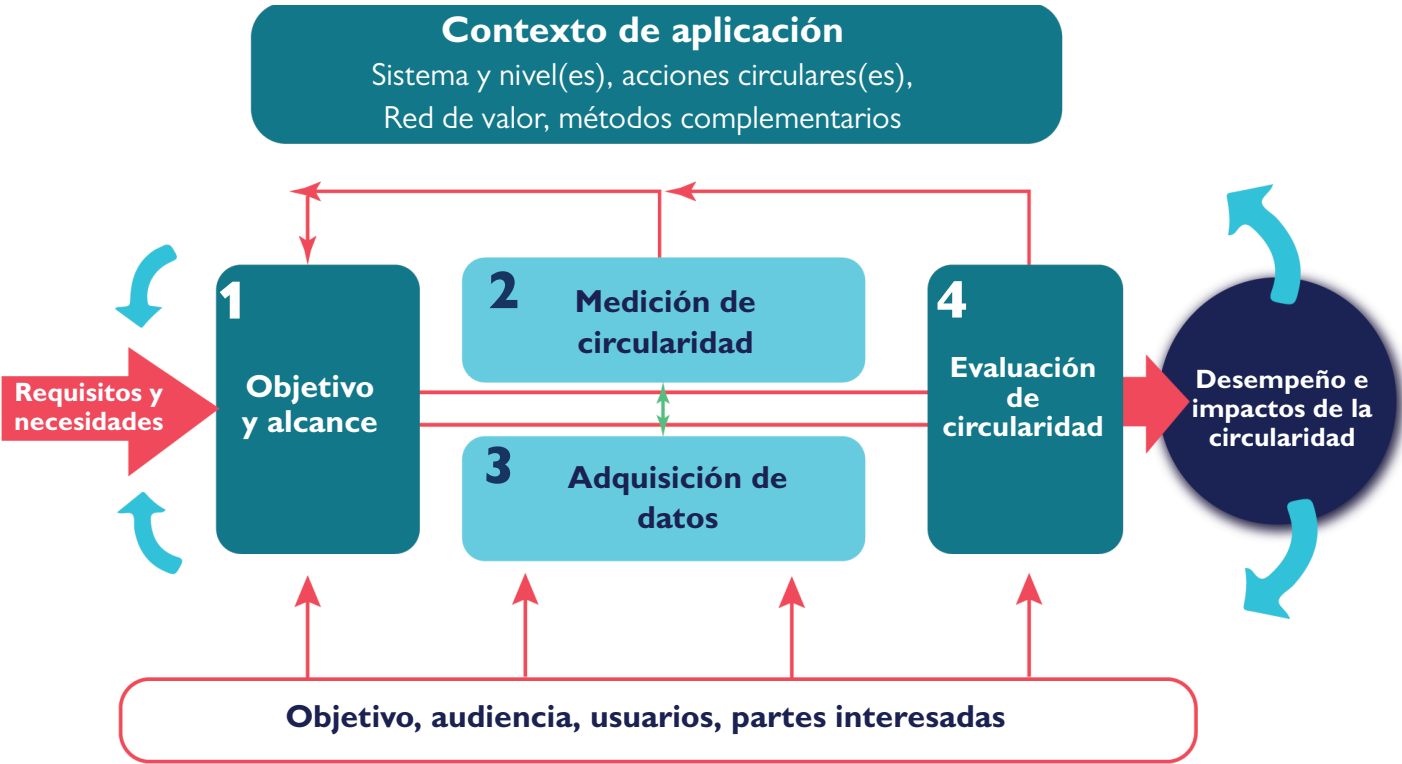 Contexto de aplicación
Sistema y nivel(es), acciones circulares(es),
Red de valor, métodos complementarios
Requisitos y
necesidades
1
Objetivo
y alcance
2
Medición de
circularidad
3
Adquisición de
datos
4
Evaluación
de
circularidad
Desempeño e
impactos de la
circularidad
Objetivo, audiencia, usuarios, partes interesadas